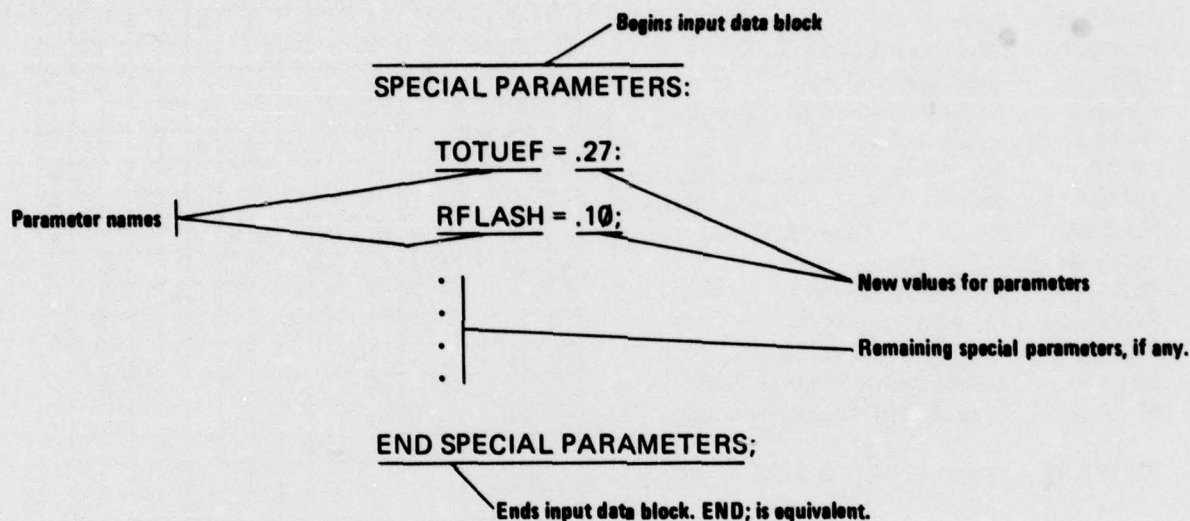 Begins input data block
SPECIAL PARAMETERS:
TOTUEF = .27:
Parameter names
RFLASH = .10;
New values for parameters
Remaining special parameters, if any.
END SPECIAL PARAMETERS;
Ends input data block. END; is equivalent.